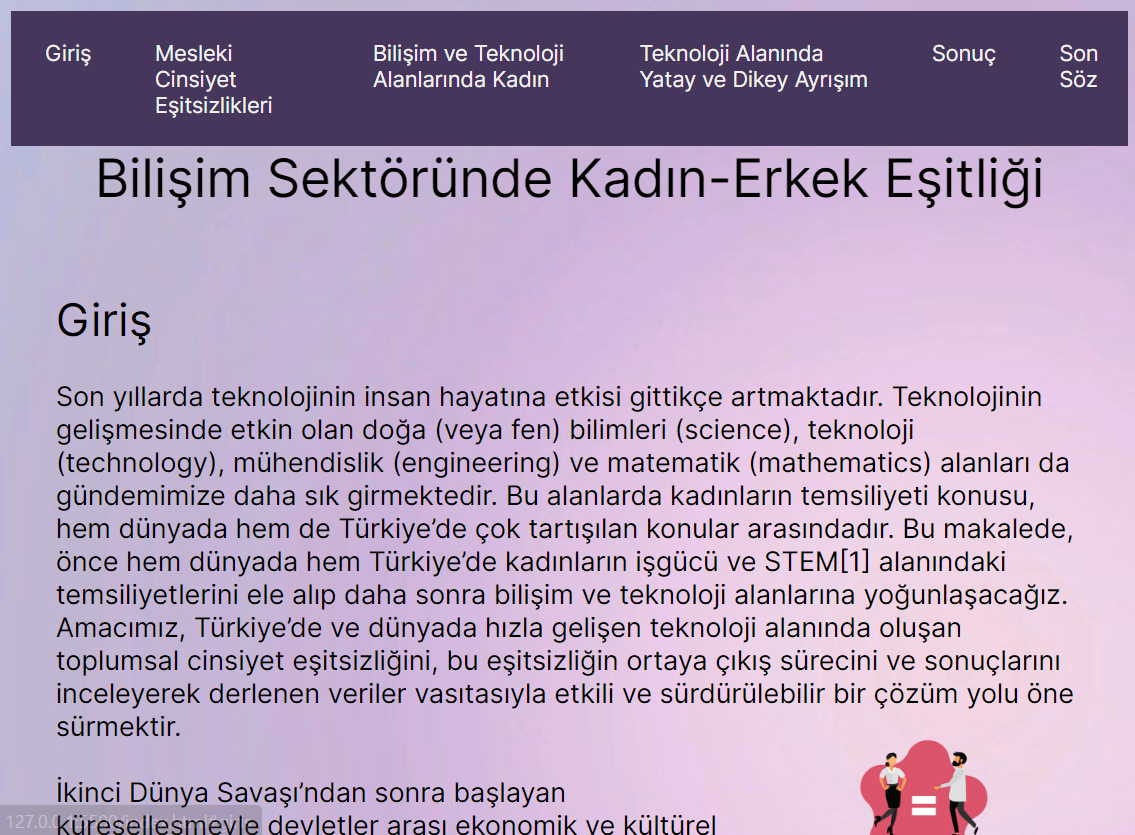 Giriş
Mesleki
Cinsiyet
Eşitsizlikleri
Bilişim ve Teknoloji
Alanlarında Kadın
Teknoloji Alanında
Yatay ve Dikey Ayrışım
Sonuç
Son
Söz
Bilişim Sektöründe Kadın-Erkek Eşitliği
Giriş
Son yıllarda teknolojinin insan hayatına etkisi gittikçe artmaktadır. Teknolojinin
gelişmesinde etkin olan doğa (veya fen) bilimleri (science), teknoloji
(technology), mühendislik (engineering) ve matematik (mathematics) alanları da
gündemimize daha sık girmektedir. Bu alanlarda kadınların temsiliyeti konusu,
hem dünyada hem de Türkiye’de çok tartışılan konular arasındadır. Bu makalede,
önce hem dünyada hem Türkiye’de kadınların işgücü ve STEM[1] alanındaki
temsiliyetlerini ele alıp daha sonra bilişim ve teknoloji alanlarına yoğunlaşacağız.
Amacımız, Türkiye’de ve dünyada hızla gelişen teknoloji alanında oluşan
toplumsal cinsiyet eşitsizliğini, bu eşitsizliğin ortaya çıkış sürecini ve sonuçlarını
inceleyerek derlenen veriler vasıtasıyla etkili ve sürdürülebilir bir çözüm yolu öne
sürmektir.
İkinci Dünya Savaşı’ndan sonra başlayan
küreselleşmeyle devletler arası ekonomik ve kültürel